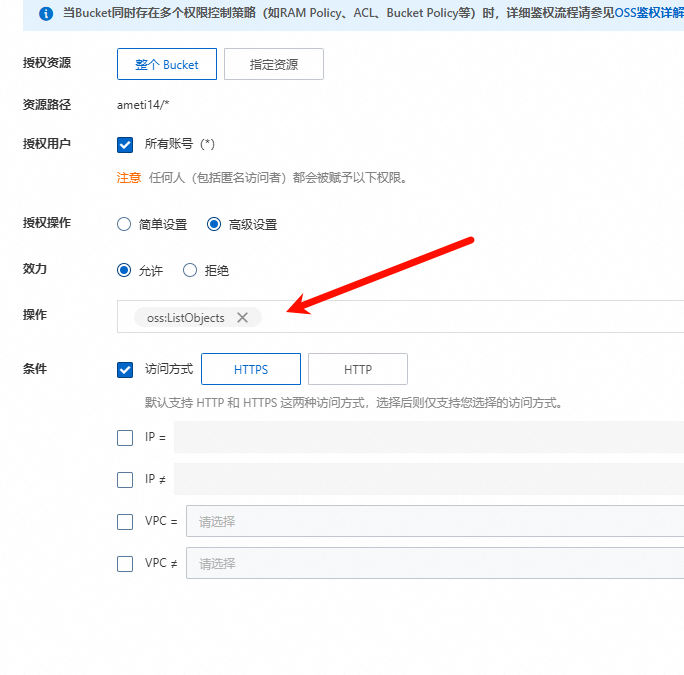 当Bucket同时存在多个权限控制策略（如RAM Policy、ACL、Bucket Policy等）时，详细鉴权流程请参见OSS鉴权详解
授权资源 整个 Bucket 指定资源
资源路径 ameti14/*
授权用户 所有账号（*）
注意 任何人（包括匿名访问者）都会被赋予以下权限。
授权操作 简单设置 高级设置
效力 允许 拒绝
操作 oss:ListObjects
条件 访问方式 HTTPS HTTP
默认支持 HTTP 和 HTTPS 这两种访问方式，选择后则仅支持您选择的访问方式。
IP =
IP ≠
VPC = 请选择
VPC ≠ 请选择